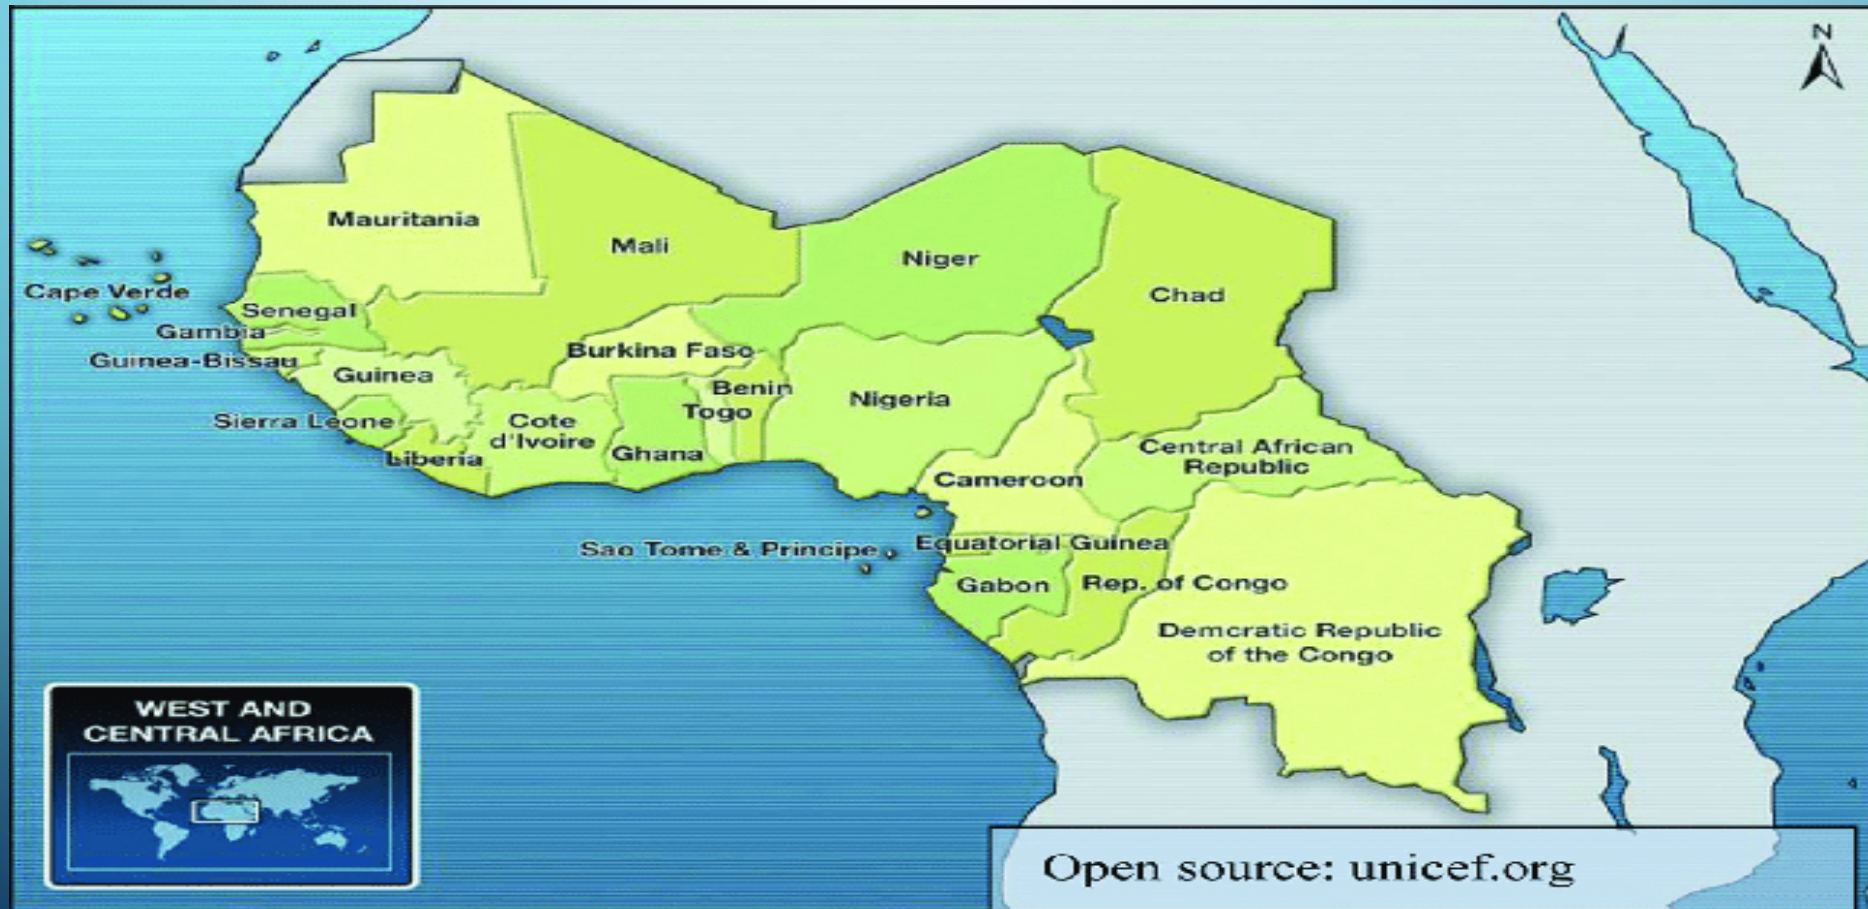 N
Mauritania
Mali
Niger
Chad
Cape Verde
Senegal
Gambia
Guinea-Bissau
Guinea
Burkina Faso
Benin
Togo
Nigeria
Sierra Leone
Cote
d'Ivoire
Ghana
Liberia
Central African
Republic
Cameroon
Sao Tome & Principe
Equatorial Guinea
Gabon
Rep. of Congo
Demcratic Republic
of the Congo
WEST AND
CENTRAL AFRICA
Open source: unicef.org